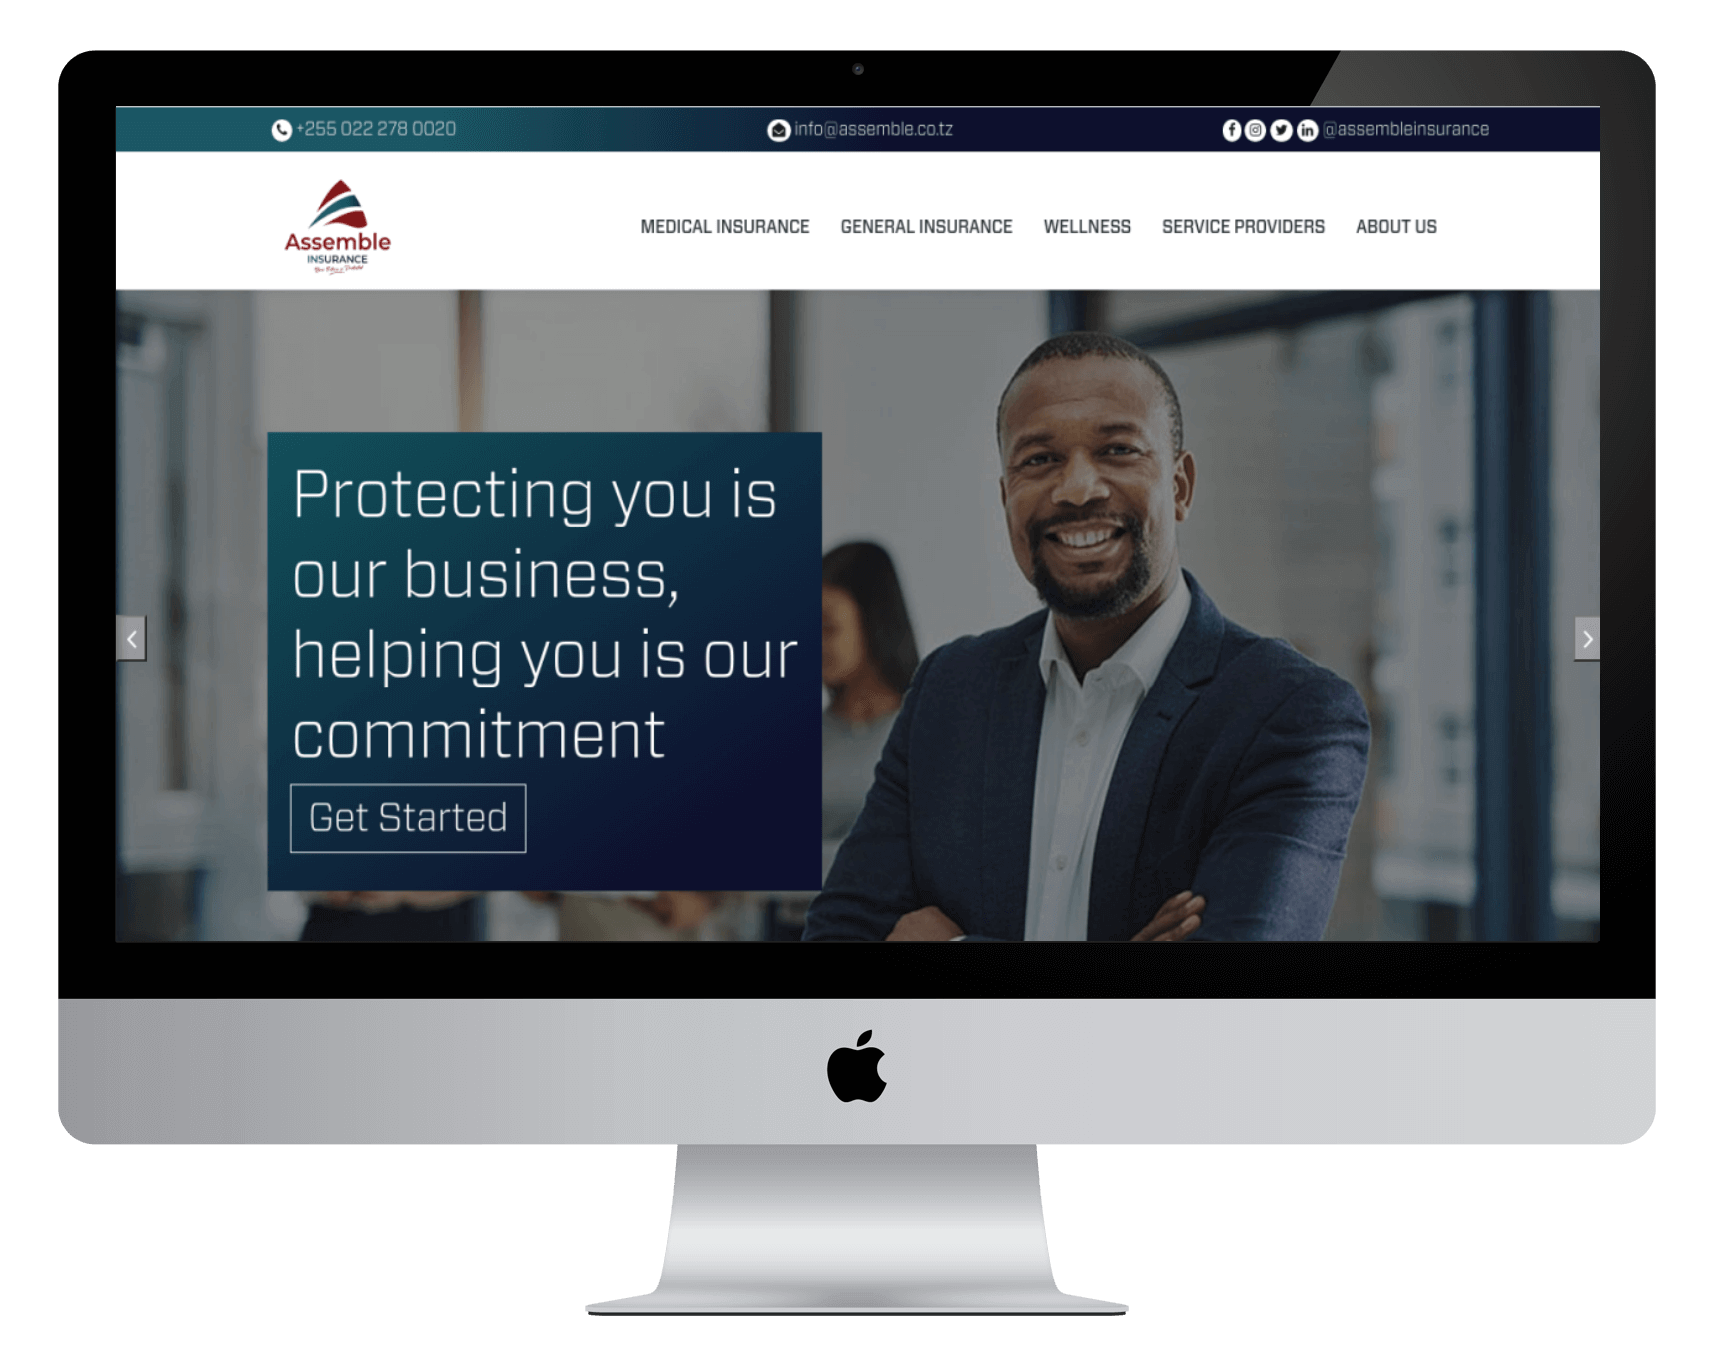 +255 022 278 0020
info@assemble.co.tz
@assembleinsurance
Assemble
INSURANCE
MEDICAL INSURANCE
GENERAL INSURANCE
WELLNESS
SERVICE PROVIDERS
ABOUT US
Protecting you is
our business,
helping you is our
commitment
Get Started